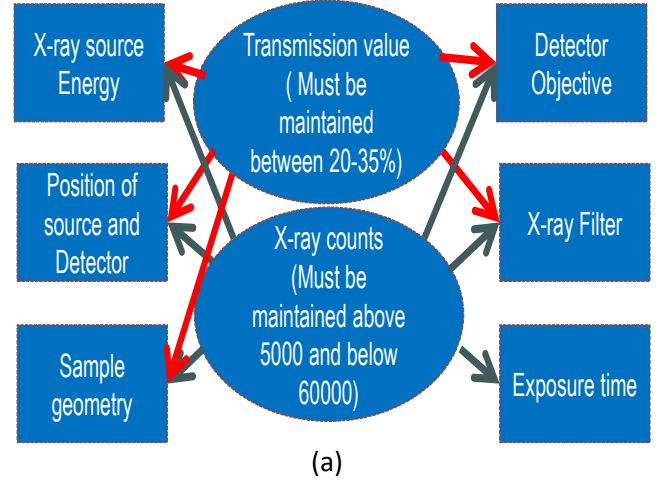 X-ray source
Energy
Transmission value
( Must be
maintained
between 20-35%)
Detector
Objective
Position of
source and
Detector
X-ray counts
(Must be
maintained above
5000 and below
60000)
X-ray Filter
Sample
geometry
Exposure time
(a)